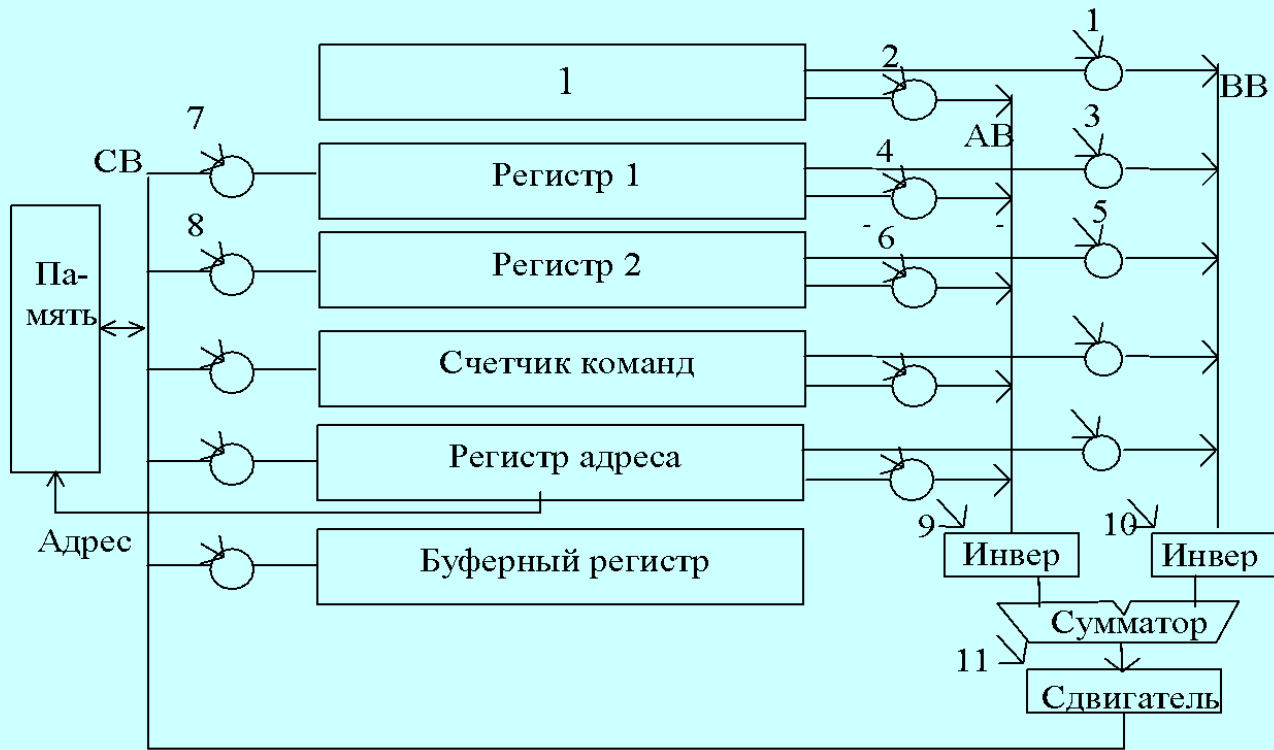 1
2
1
ВВ
7
АВ
3
СВ
Регистр 1
4
8
5
Па-
мять
Регистр 2
6
Счетчик команд
Регистр адреса
Адрес
9
10
Буферный регистр
Инвер
Инвер
Сумматор
11
Сдвигатель